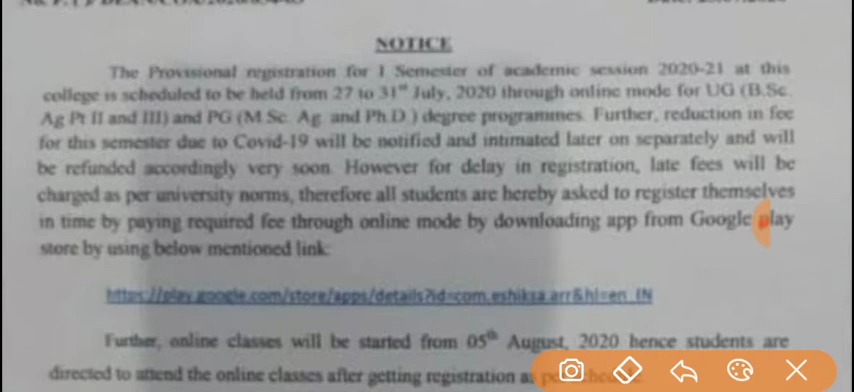 NOTICE
The Provisional registration for I Semester of academic session 2020-21 at this
college is scheduled to be held from 27 to 31st July, 2020 through online mode for UG (B.Sc.
Ag Pt II and III) and PG (M.Sc. Ag. and Ph.D.) degree programmes. Further, reduction in fee
for this semester due to Covid-19 will be notified and intimated later on separately and will
be refunded accordingly very soon. However for delay in registration, late fees will be
charged as per university norms, therefore all students are hereby asked to register themselves
in time by paying required fee through online mode by downloading app from Google play
store by using below mentioned link:
https://play.google.com/store/apps/details?id=com.eshiksa.arr&hl=en_IN
Further, online classes will be started from 05th August, 2020 hence students are
directed to attend the online classes after getting registration as